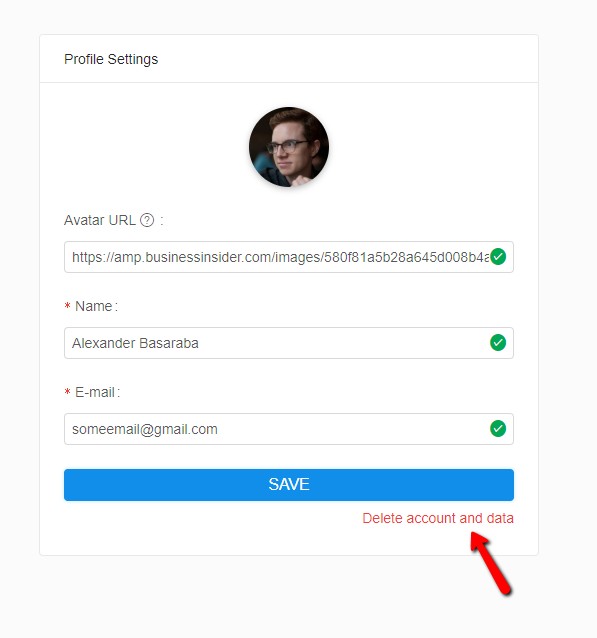 Profile Settings
Avatar URL ? :
https://amp.businessinsider.com/images/580f81a5b28a645d008b4a
* Name :
Alexander Basaraba
* E-mail :
someemail@gmail.com
SAVE
Delete account and data